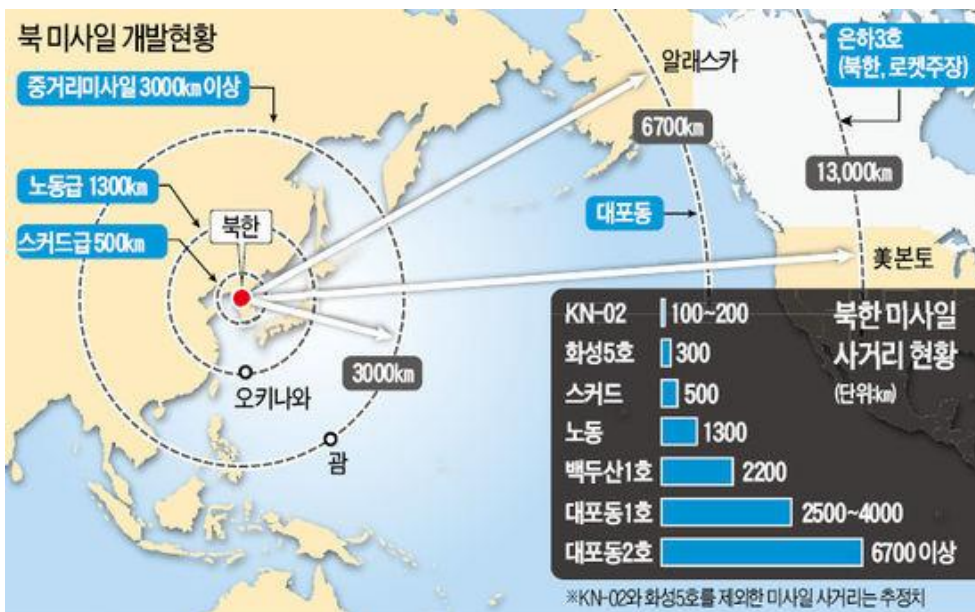 북 미사일 개발현황
중거리미사일 3000km 이상
노동급 1300km
스커드급 500km
북한
오키나와
괌
3000km
알래스카
6700km
대포동
은하3호
(북한, 로켓주장)
13,000km
美본토
북한 미사일
사거리 현황
(단위:km)
KN-02 100~200
화성5호 300
스커드 500
노동 1300
백두산1호 2200
대포동1호 2500~4000
대포동2호 6700 이상
※KN-02와 화성5호를 제외한 미사일 사거리는 추정치